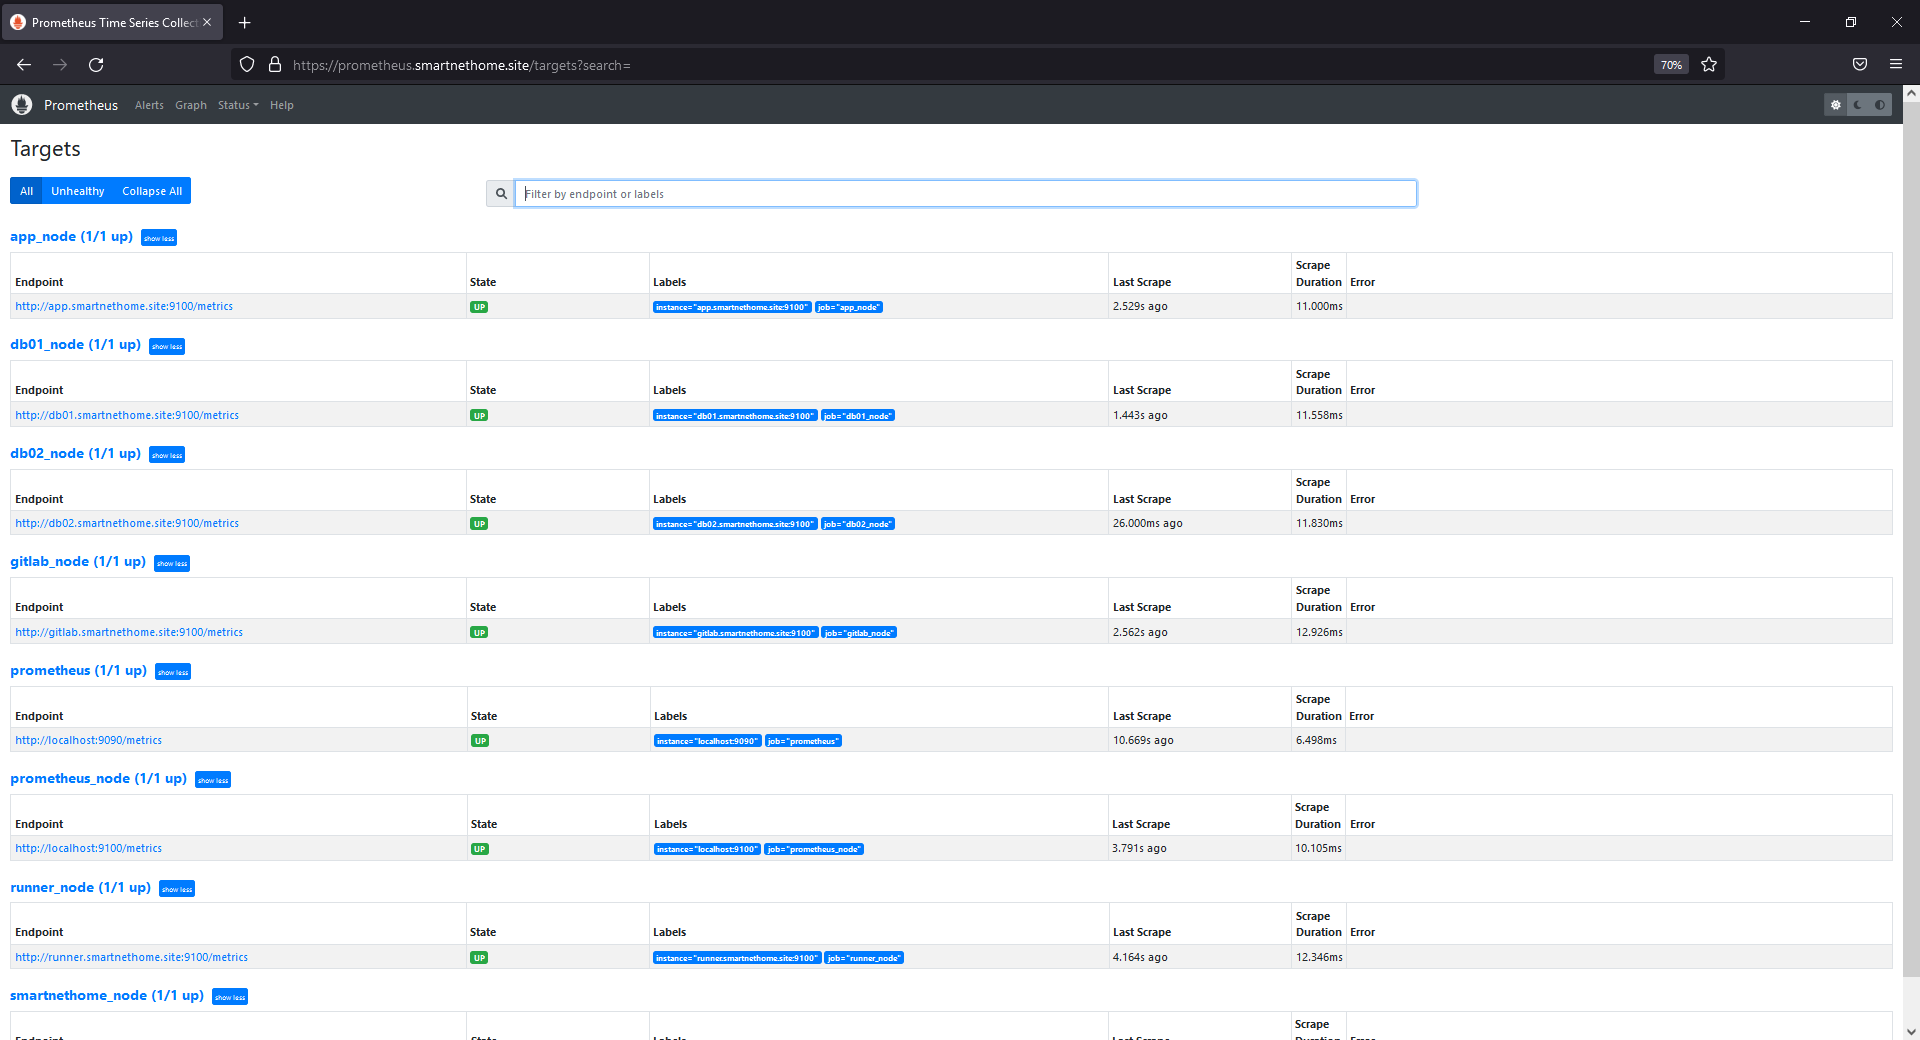 Prometheus Time Series Collect
https://prometheus.smartnethome.site/targets?search=
70%
Prometheus Alerts Graph Status Help
Targets
All Unhealthy Collapse All
Filter by endpoint or labels
app_node (1/1 up) show less
Endpoint State Labels Last Scrape Scrape Duration Error
http://app.smartnethome.site:9100/metrics UP instance="app.smartnethome.site:9100" job="app_node" 2.529s ago 11.000ms
db01_node (1/1 up) show less
Endpoint State Labels Last Scrape Scrape Duration Error
http://db01.smartnethome.site:9100/metrics UP instance="db01.smartnethome.site:9100" job="db01_node" 1.443s ago 11.558ms
db02_node (1/1 up) show less
Endpoint State Labels Last Scrape Scrape Duration Error
http://db02.smartnethome.site:9100/metrics UP instance="db02.smartnethome.site:9100" job="db02_node" 26.000ms ago 11.830ms
gitlab_node (1/1 up) show less
Endpoint State Labels Last Scrape Scrape Duration Error
http://gitlab.smartnethome.site:9100/metrics UP instance="gitlab.smartnethome.site:9100" job="gitlab_node" 2.562s ago 12.926ms
prometheus (1/1 up) show less
Endpoint State Labels Last Scrape Scrape Duration Error
http://localhost:9090/metrics UP instance="localhost:9090" job="prometheus" 10.669s ago 6.498ms
prometheus_node (1/1 up) show less
Endpoint State Labels Last Scrape Scrape Duration Error
http://localhost:9100/metrics UP instance="localhost:9100" job="prometheus_node" 3.791s ago 10.105ms
runner_node (1/1 up) show less
Endpoint State Labels Last Scrape Scrape Duration Error
http://runner.smartnethome.site:9100/metrics UP instance="runner.smartnethome.site:9100" job="runner_node" 4.164s ago 12.346ms
smartnethome_node (1/1 up) show less
Endpoint State Labels Last Scrape Scrape Duration Error